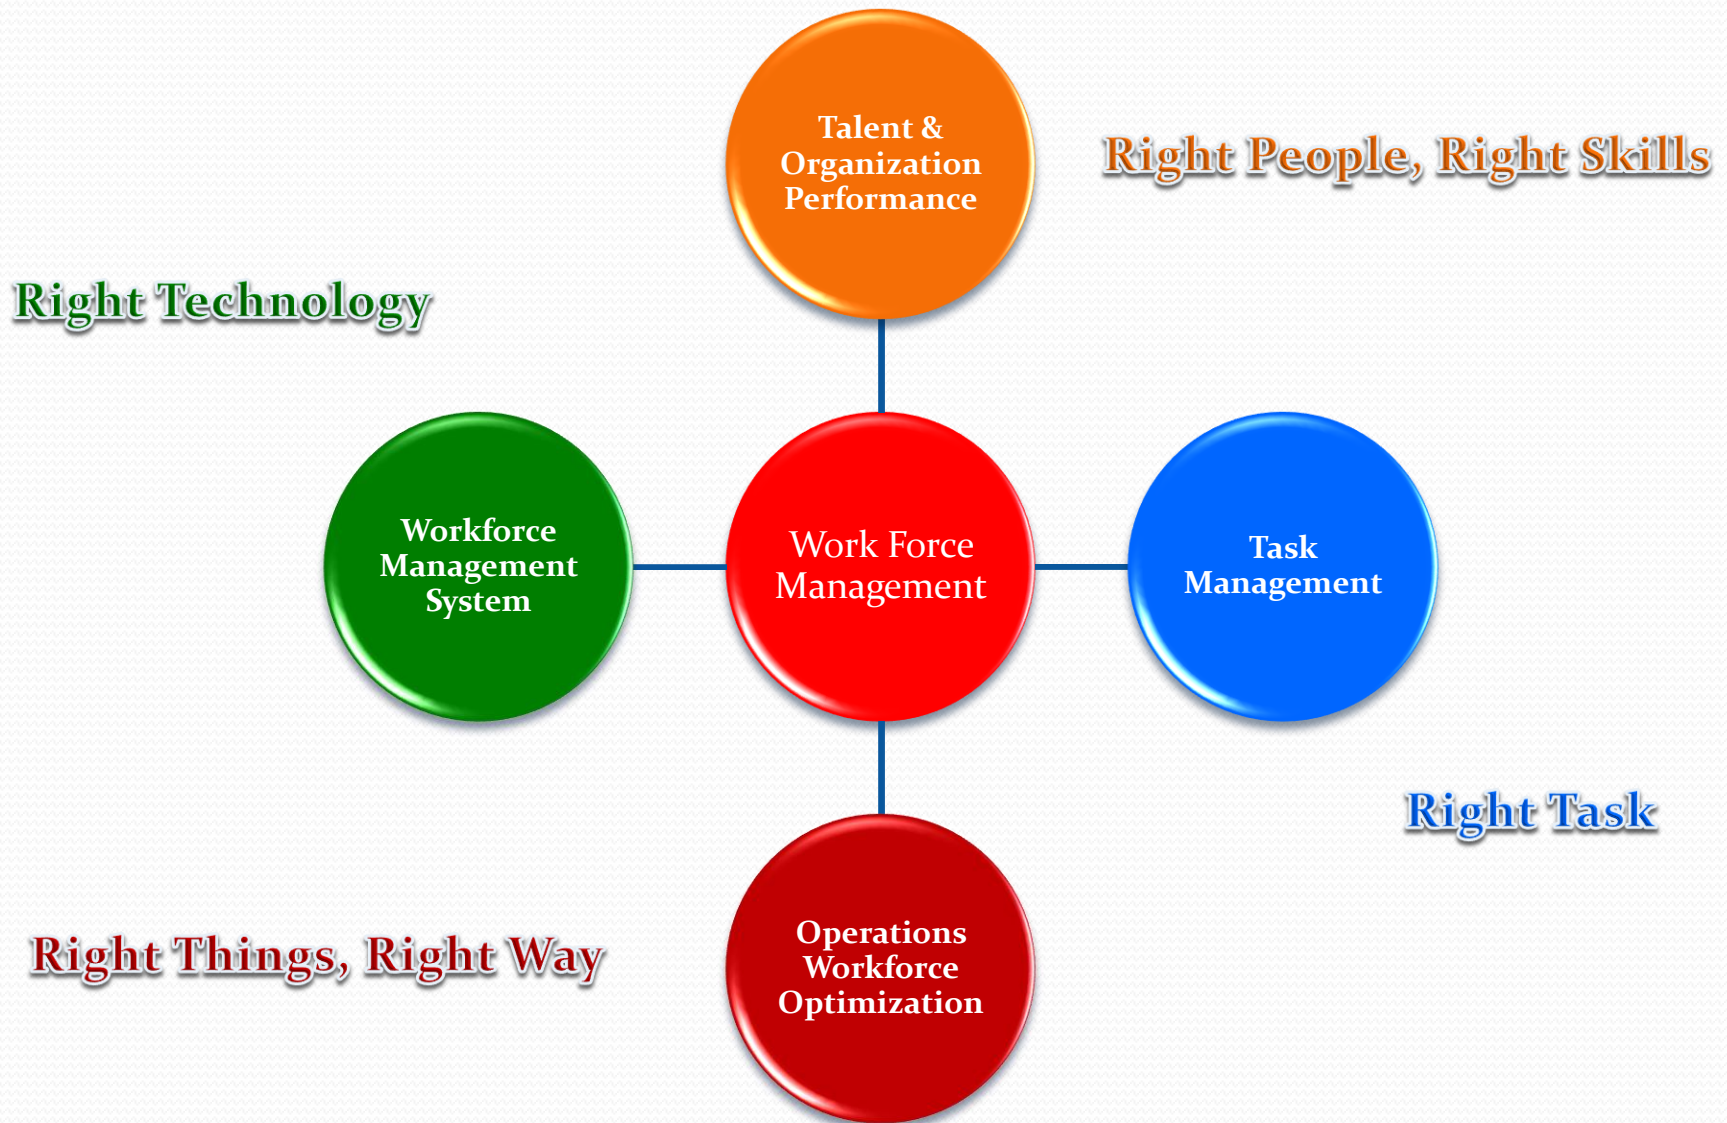 Talent &
Organization
Performance
Right People, Right Skills
Right Technology
Workforce
Management
System
Work Force
Management
Task
Management
Right Task
Operations
Workforce
Optimization
Right Things, Right Way